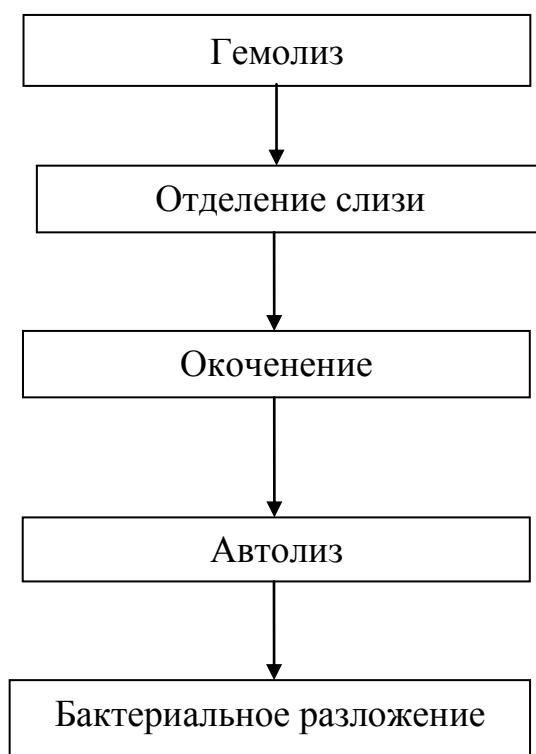 Гемолиз
Отделение слизи
Окоченение
Автолиз
Бактериальное разложение